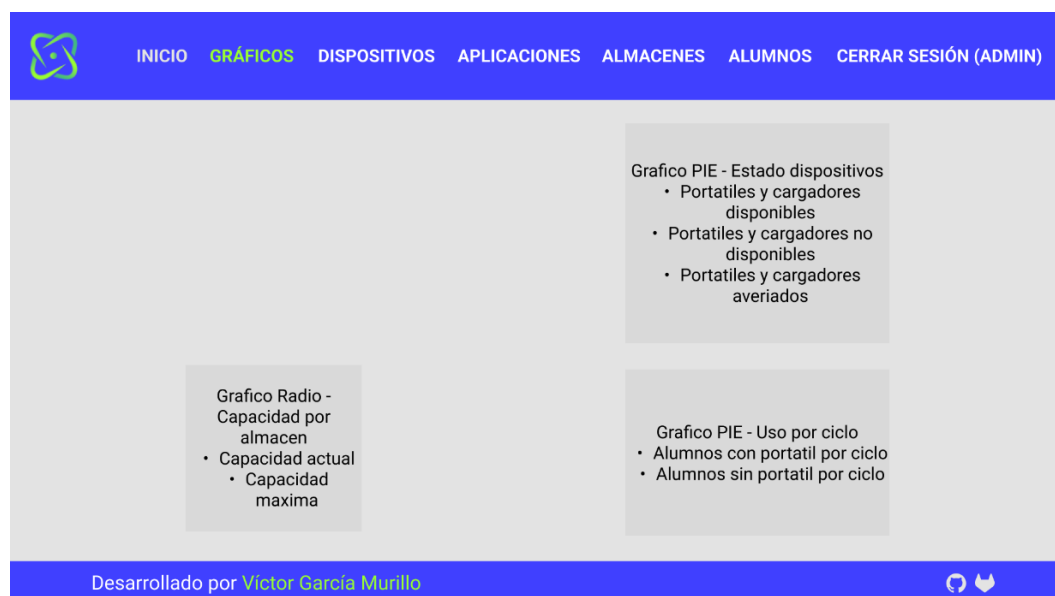 INICIO GRÁFICOS DISPOSITIVOS APLICACIONES ALMACENES ALUMNOS CERRAR SESIÓN (ADMIN)
Grafico PIE - Estado dispositivos
• Portatiles y cargadores
disponibles
• Portatiles y cargadores no
disponibles
• Portatiles y cargadores
averiados
Grafico Radio -
Capacidad por
almacen
• Capacidad actual
• Capacidad
maxima
Grafico PIE - Uso por ciclo
• Alumnos con portatil por ciclo
• Alumnos sin portatil por ciclo
Desarrollado por Víctor García Murillo